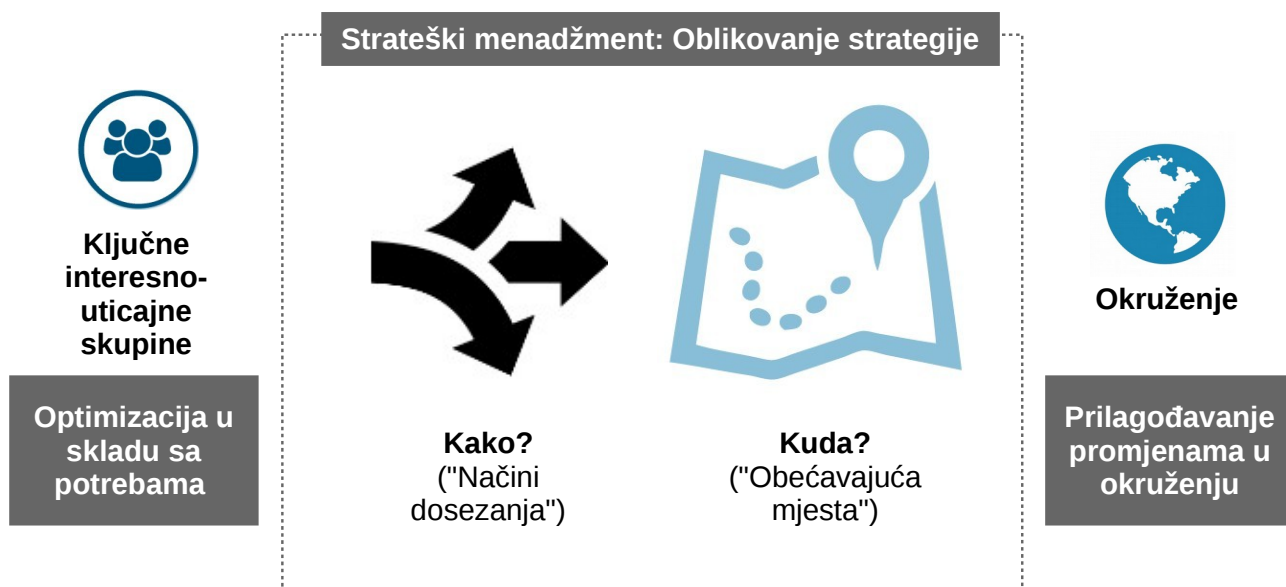 Strateški menadžment: Oblikovanje strategije
Ključne
interesno-
uticajne
skupine
Optimizacija u
skladu sa
potrebama
Kako?
("Načini
dosezanja")
Kuda?
("Obećavajuća
mjesta")
Okruženje
Prilagođavanje
promjenama u
okruženju